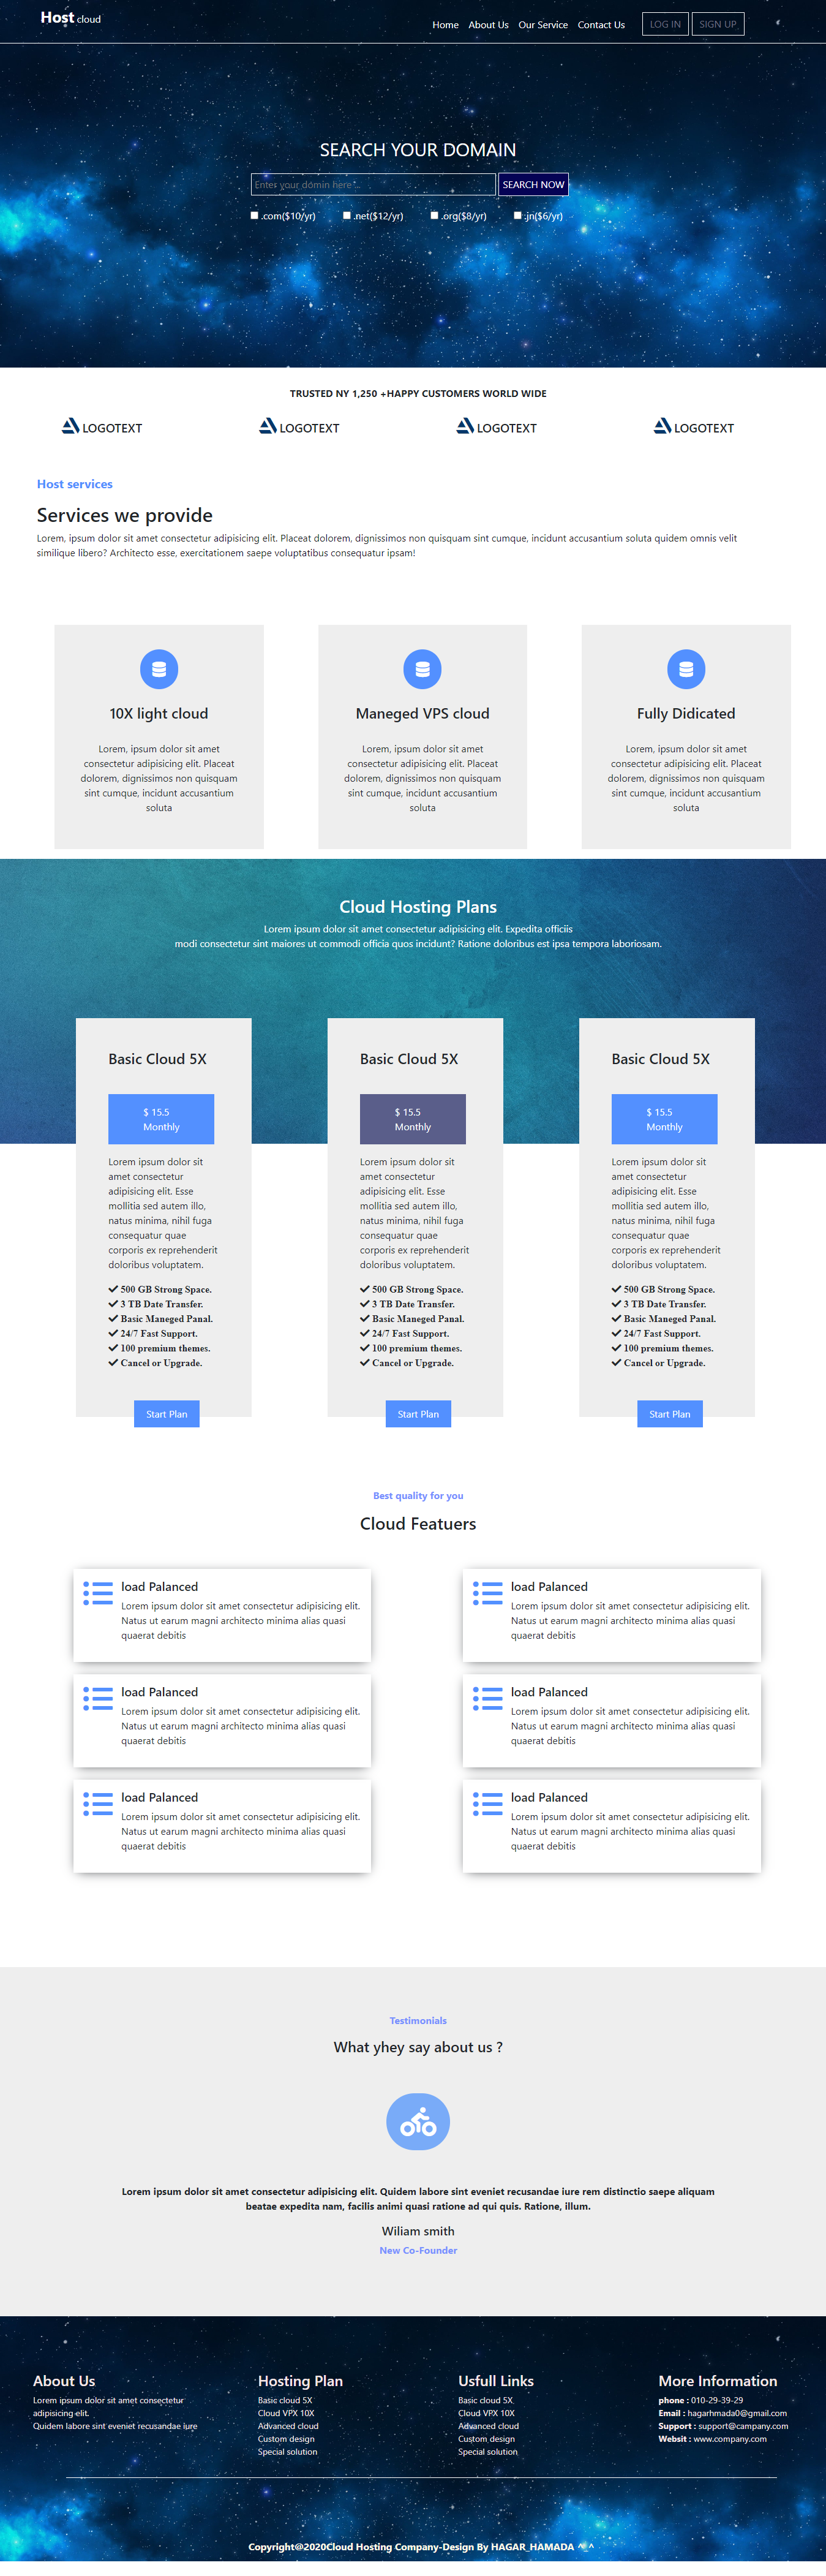 Host cloud
Home About Us Our Service Contact Us LOG IN SIGN UP
SEARCH YOUR DOMAIN
Enter your domin here ... SEARCH NOW
.com($10/yr) .net($12/yr) .org($8/yr) .jn($6/yr)
TRUSTED NY 1,250 +HAPPY CUSTOMERS WORLD WIDE
LOGOTEXT LOGOTEXT LOGOTEXT LOGOTEXT
Host services
Services we provide
Lorem, ipsum dolor sit amet consectetur adipisicing elit. Placeat dolorem, dignissimos non quisquam sint cumque, incidunt accusantium soluta quidem omnis velit
similique libero? Architecto esse, exercitationem saepe voluptatibus consequatur ipsam!
10X light cloud
Lorem, ipsum dolor sit amet
consectetur adipisicing elit. Placeat
dolorem, dignissimos non quisquam
sint cumque, incidunt accusantium
soluta
Maneged VPS cloud
Lorem, ipsum dolor sit amet
consectetur adipisicing elit. Placeat
dolorem, dignissimos non quisquam
sint cumque, incidunt accusantium
soluta
Fully Didicated
Lorem, ipsum dolor sit amet
consectetur adipisicing elit. Placeat
dolorem, dignissimos non quisquam
sint cumque, incidunt accusantium
soluta
Cloud Hosting Plans
Lorem ipsum dolor sit amet consectetur adipisicing elit. Expedita officiis
modi consectetur sint maiores ut commodi officia quos incidunt? Ratione doloribus est ipsa tempora laboriosam.
Basic Cloud 5X
$ 15.5
Monthly
Lorem ipsum dolor sit
amet consectetur
adipisicing elit. Esse
mollitia sed autem illo,
natus minima, nihil fuga
consequatur quae
corporis ex reprehenderit
doloribus voluptatem.
500 GB Strong Space.
3 TB Date Transfer.
Basic Maneged Panal.
24/7 Fast Support.
100 premium themes.
Cancel or Upgrade.
Start Plan
Basic Cloud 5X
$ 15.5
Monthly
Lorem ipsum dolor sit
amet consectetur
adipisicing elit. Esse
mollitia sed autem illo,
natus minima, nihil fuga
consequatur quae
corporis ex reprehenderit
doloribus voluptatem.
500 GB Strong Space.
3 TB Date Transfer.
Basic Maneged Panal.
24/7 Fast Support.
100 premium themes.
Cancel or Upgrade.
Start Plan
Basic Cloud 5X
$ 15.5
Monthly
Lorem ipsum dolor sit
amet consectetur
adipisicing elit. Esse
mollitia sed autem illo,
natus minima, nihil fuga
consequatur quae
corporis ex reprehenderit
doloribus voluptatem.
500 GB Strong Space.
3 TB Date Transfer.
Basic Maneged Panal.
24/7 Fast Support.
100 premium themes.
Cancel or Upgrade.
Start Plan
Best quality for you
Cloud Featuers
load Palanced
Lorem ipsum dolor sit amet consectetur adipisicing elit.
Natus ut earum magni architecto minima alias quasi
quaerat debitis
load Palanced
Lorem ipsum dolor sit amet consectetur adipisicing elit.
Natus ut earum magni architecto minima alias quasi
quaerat debitis
load Palanced
Lorem ipsum dolor sit amet consectetur adipisicing elit.
Natus ut earum magni architecto minima alias quasi
quaerat debitis
load Palanced
Lorem ipsum dolor sit amet consectetur adipisicing elit.
Natus ut earum magni architecto minima alias quasi
quaerat debitis
load Palanced
Lorem ipsum dolor sit amet consectetur adipisicing elit.
Natus ut earum magni architecto minima alias quasi
quaerat debitis
load Palanced
Lorem ipsum dolor sit amet consectetur adipisicing elit.
Natus ut earum magni architecto minima alias quasi
quaerat debitis
Testimonials
What yhey say about us ?
Lorem ipsum dolor sit amet consectetur adipisicing elit. Quidem labore sint eveniet recusandae iure rem distinctio saepe aliquam
beatae expedita nam, facilis animi quasi ratione ad qui quis. Ratione, illum.
Wiliam smith
New Co-Founder
About Us
Lorem ipsum dolor sit amet consectetur
adipisicing elit.
Quidem labore sint eveniet recusandae iure
Hosting Plan
Basic cloud 5X
Cloud VPX 10X
Advanced cloud
Custom design
Special solution
Usfull Links
Basic cloud 5X
Cloud VPX 10X
Advanced cloud
Custom design
Special solution
More Information
phone : 010-29-39-29
Email : hagarhmada0@gmail.com
Support : support@campany.com
Websit : www.company.com
Copyright@2020Cloud Hosting Company-Design By HAGAR_HAMADA ^_^